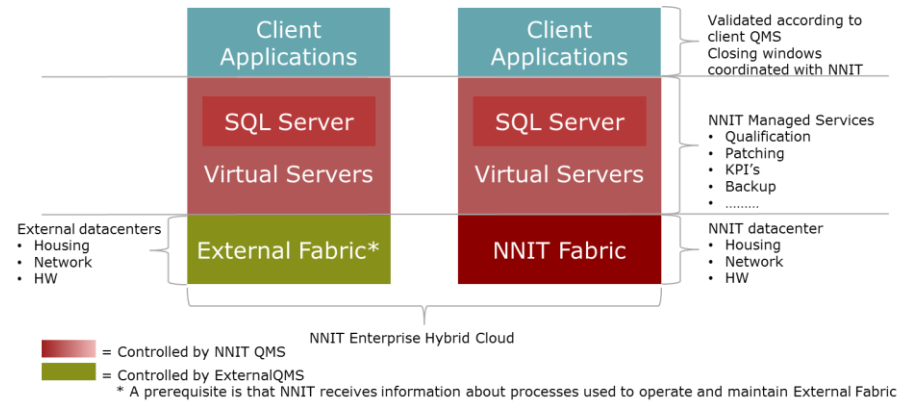 Client
Applications
Client
Applications
Validated according to
client QMS
Closing windows
coordinated with NNIT
SQL Server
Virtual Servers
SQL Server
Virtual Servers
NNIT Managed Services
• Qualification
• Patching
• KPI's
• Backup
• .........
External datacenters
• Housing
• Network
• HW
External Fabric*
NNIT Fabric
NNIT datacenter
• Housing
• Network
• HW
NNIT Enterprise Hybrid Cloud
= Controlled by NNIT QMS
= Controlled by ExternalQMS
* A prerequisite is that NNIT receives information about processes used to operate and maintain External Fabric